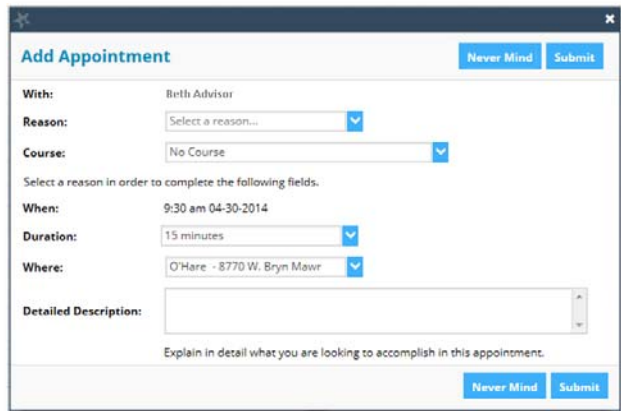 Add Appointment
Never Mind Submit
With: Beth Advisor
Reason: Select a reason...
Course: No Course
Select a reason in order to complete the following fields.
When: 9:30 am 04-30-2014
Duration: 15 minutes
Where: O'Hare - 8770 W. Bryn Mawr
Detailed Description:
Explain in detail what you are looking to accomplish in this appointment.
Never Mind Submit